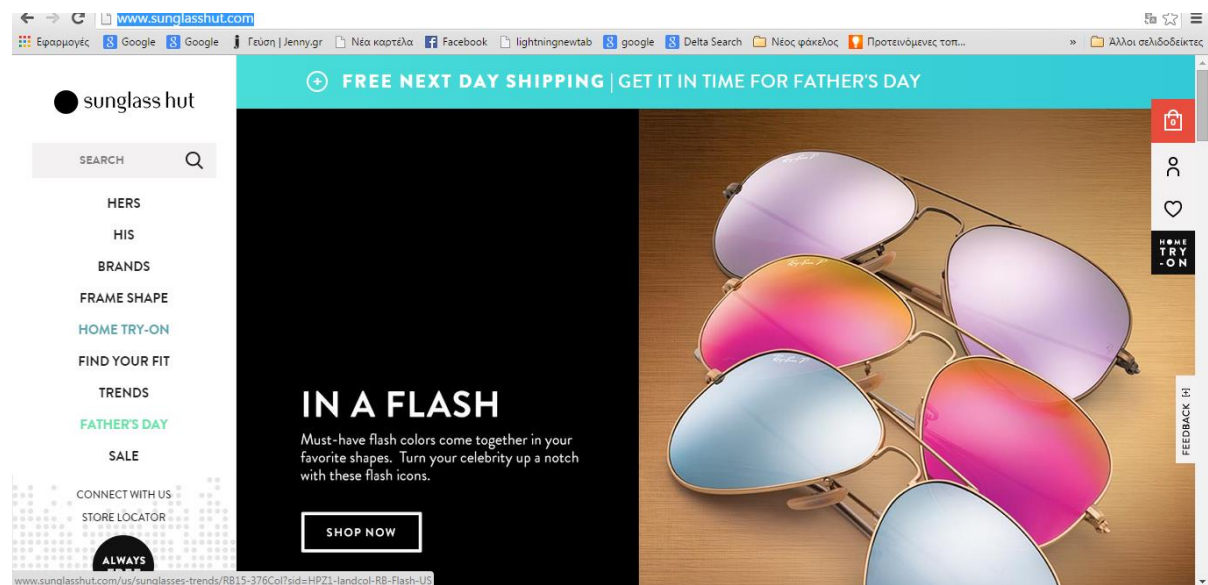 www.sunglasshut.com
Εφαρμογές Google Google Γεύση | Jenny.gr Νέα καρτέλα Facebook lightningnewtab google Delta Search Νέος φάκελος Προτεινόμενες τοπ... » Άλλοι σελιδοδείκτες
FREE NEXT DAY SHIPPING | GET IT IN TIME FOR FATHER'S DAY
sunglass hut
SEARCH
HERS
HIS
BRANDS
FRAME SHAPE
HOME TRY-ON
FIND YOUR FIT
TRENDS
FATHER'S DAY
SALE
CONNECT WITH US
STORE LOCATOR
ALWAYS
FREE
IN A FLASH
Must-have flash colors come together in your
favorite shapes. Turn your celebrity up a notch
with these flash icons.
SHOP NOW
0
HOME
TRY
-ON
FEEDBACK [+]
www.sunglasshut.com/us/sunglasses-trends/RB15-376Col?sid=HPZ1-landcol-RB-Flash-US